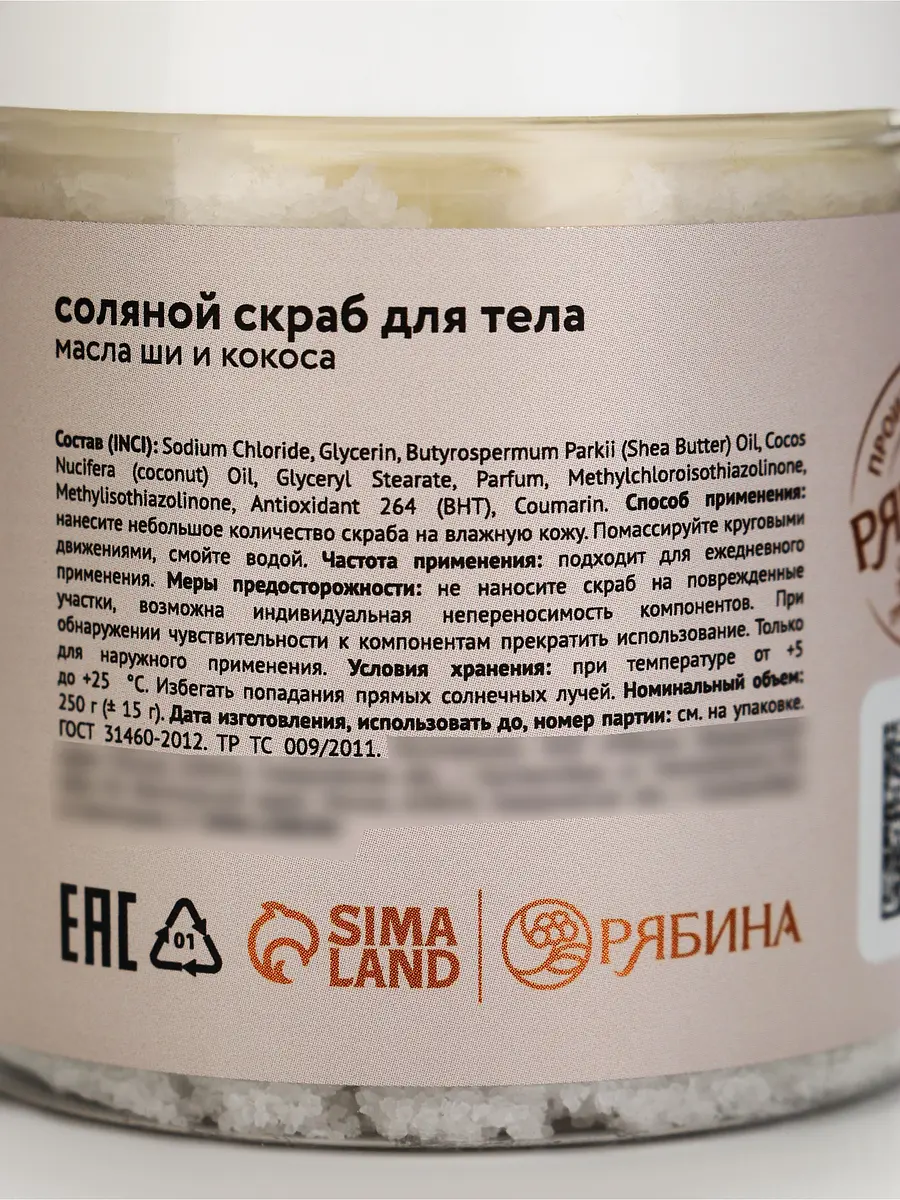 соляной скраб для тела
масла ши и кокоса
Состав (INCI): Sodium Chloride, Glycerin, Butyrospermum Parkii (Shea Butter) Oil, Cocos
Nucifera (coconut) Oil, Glyceryl Stearate, Parfum, Methylchloroisothiazolinone,
Methylisothiazolinone, Antioxidant 264 (BHT), Coumarin. Способ применения:
нанесите небольшое количество скраба на влажную кожу. Помассируйте круговыми
движениями, смойте водой. Частота применения: подходит для ежедневного
применения. Меры предосторожности: не наносите скраб на поврежденные
участки, возможна индивидуальная непереносимость компонентов. При
обнаружении чувствительности к компонентам прекратить использование. Только
для наружного применения. Условия хранения: при температуре от +5
до +25 °С. Избегать попадания прямых солнечных лучей. Номинальный объем:
250 г (± 15 г). Дата изготовления, использовать до, номер партии: см. на упаковке.
ГОСТ 31460-2012. ТР ТС 009/2011.
EAC
01
SIMA
LAND
РЯБИНА